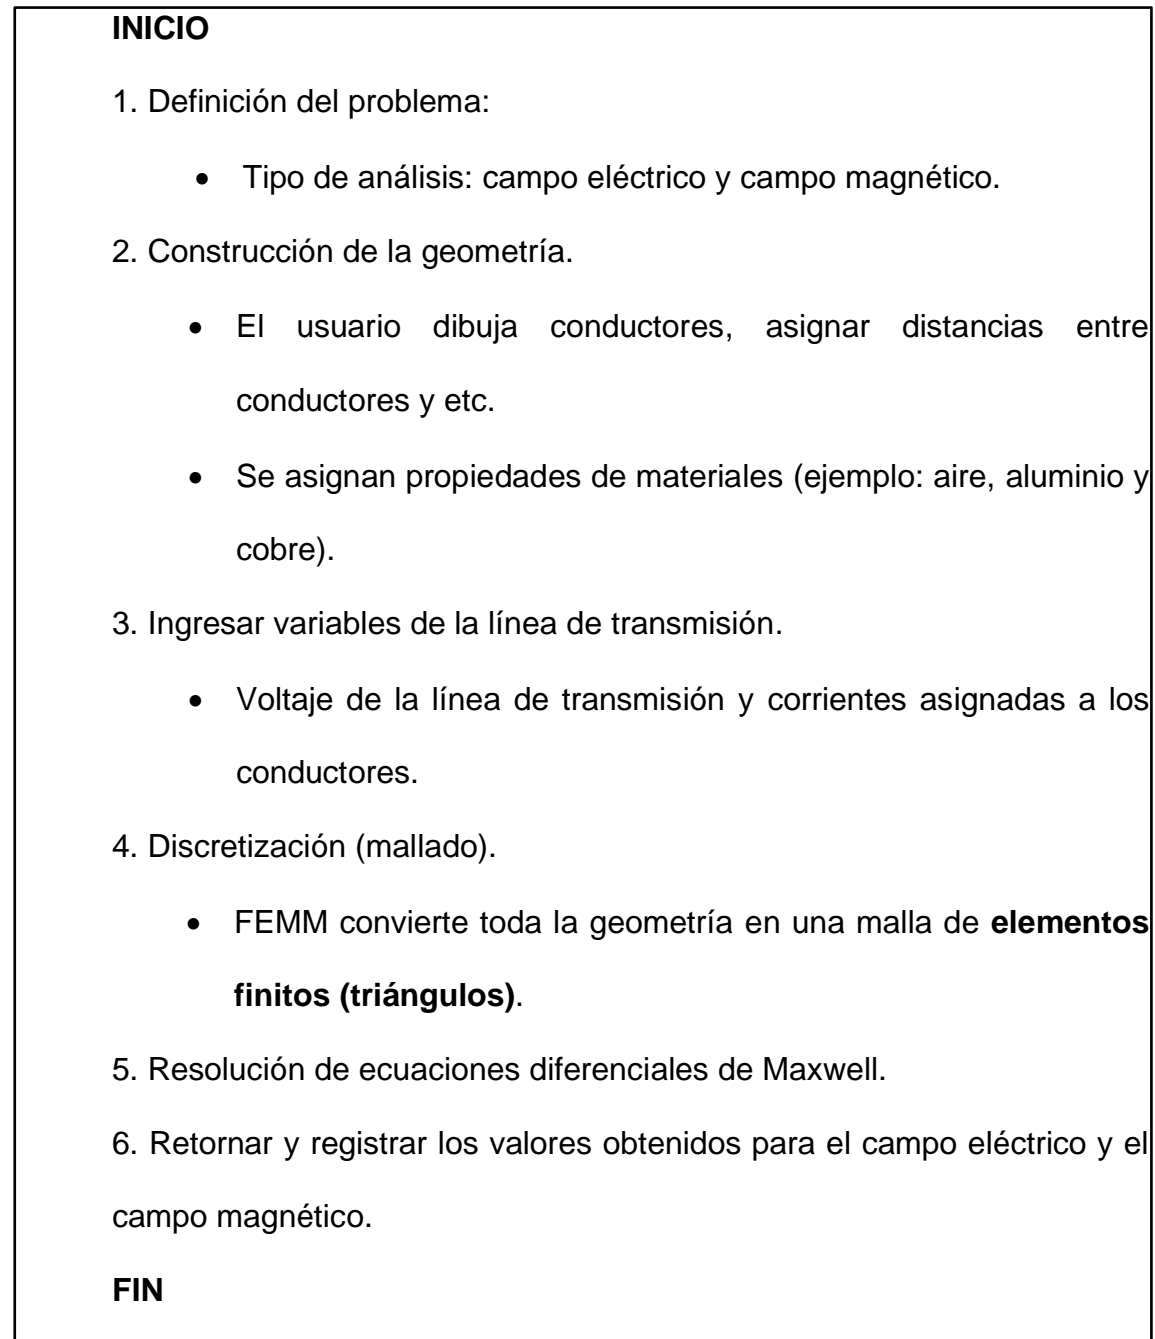 INICIO
1. Definición del problema:
• Tipo de análisis: campo eléctrico y campo magnético.
2. Construcción de la geometría.
• El usuario dibuja conductores, asignar distancias entre
conductores y etc.
• Se asignan propiedades de materiales (ejemplo: aire, aluminio y
cobre).
3. Ingresar variables de la línea de transmisión.
• Voltaje de la línea de transmisión y corrientes asignadas a los
conductores.
4. Discretización (mallado).
• FEMM convierte toda la geometría en una malla de elementos
finitos (triángulos).
5. Resolución de ecuaciones diferenciales de Maxwell.
6. Retornar y registrar los valores obtenidos para el campo eléctrico y el
campo magnético.
FIN